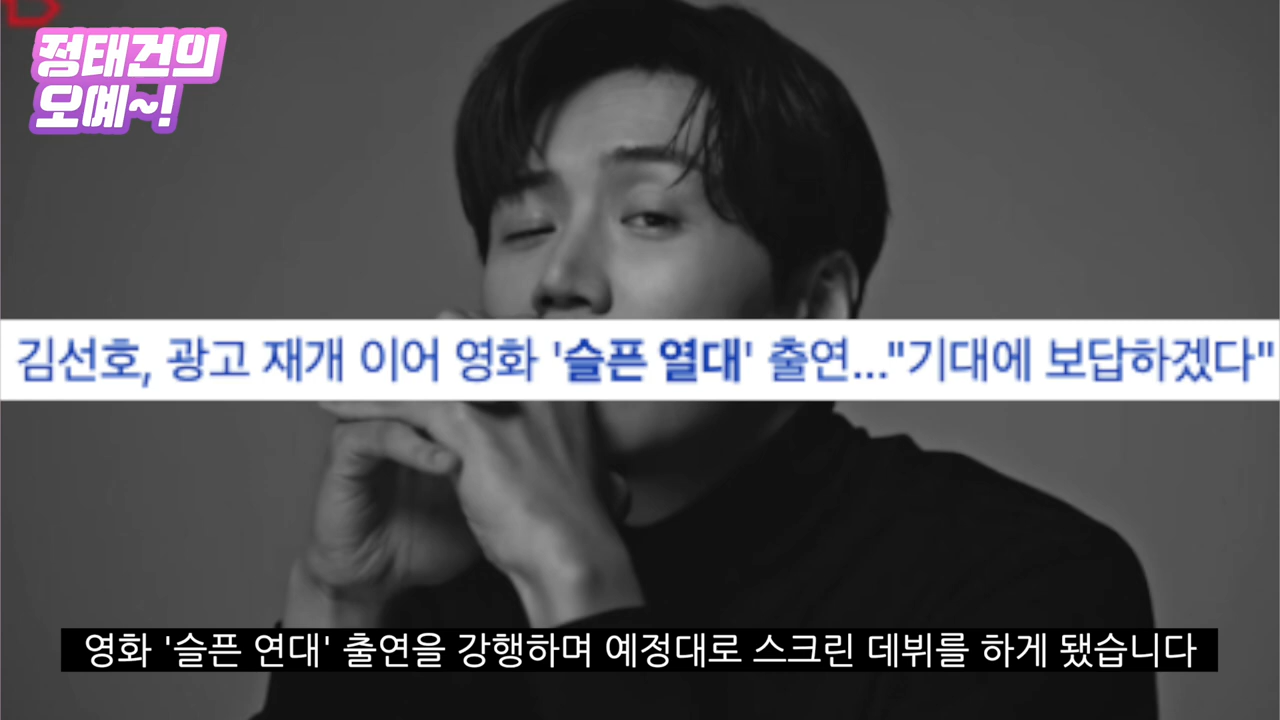 정태건의
오예~!
김선호, 광고 재개 이어 영화 '슬픈 열대' 출연..."기대에 보답하겠다"
영화 '슬픈 연대' 출연을 강행하며 예정대로 스크린 데뷔를 하게 됐습니다